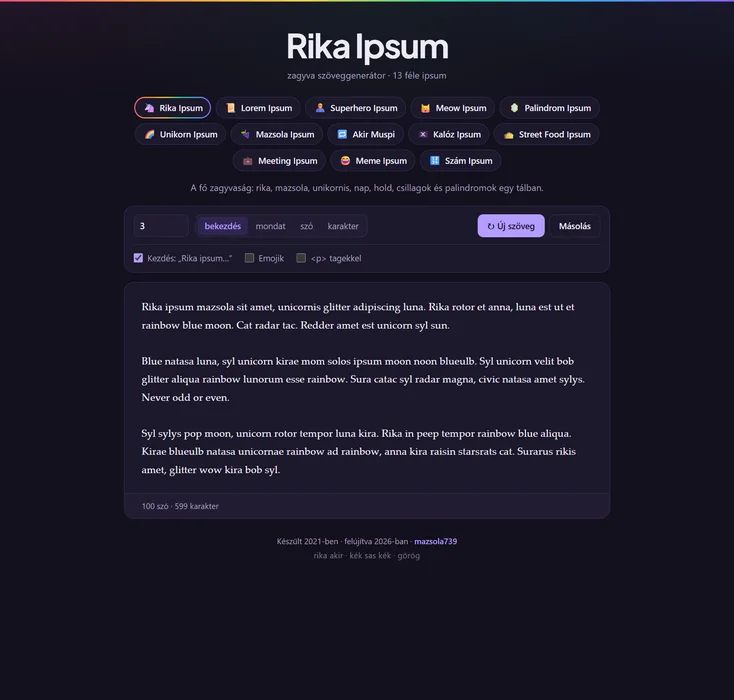 Rika Ipsum
zagyva szöveggenerátor · 13 féle ipsum
Rika Ipsum
Lorem Ipsum
Superhero Ipsum
Meow Ipsum
Palindrom Ipsum
Unikorn Ipsum
Mazsola Ipsum
Akir Muspi
Kalóz Ipsum
Street Food Ipsum
Meeting Ipsum
Meme Ipsum
Szám Ipsum
A fő zagyvaság: rika, mazsola, unikornis, nap, hold, csillagok és palindromok egy tálban.
3
bekezdés
mondat
szó
karakter
↻ Új szöveg
Másolás
Kezdés: „Rika ipsum…”
Emojik
<p> tagekkel
Rika ipsum mazsola sit amet, unicornis glitter adipiscing luna. Rika rotor et anna, luna est ut et
rainbow blue moon. Cat radar tac. Redder amet est unicorn syl sun.
Blue natasa luna, syl unicorn kirae mom solos ipsum moon noon blueulb. Syl unicorn velit bob
glitter aliqua rainbow lunorum esse rainbow. Sura catac syl radar magna, civic natasa amet sylys.
Never odd or even.
Syl sylys pop moon, unicorn rotor tempor luna kira. Rika in peep tempor rainbow blue aliqua.
Kirae blueulb natasa unicornae rainbow ad rainbow, anna kira raisin starsrats cat. Surarus rikis
amet, glitter wow kira bob syl.
100 szó · 599 karakter
Készült 2021-ben · felújítva 2026-ban · mazsola739
rika akir · kék sas kék · görög